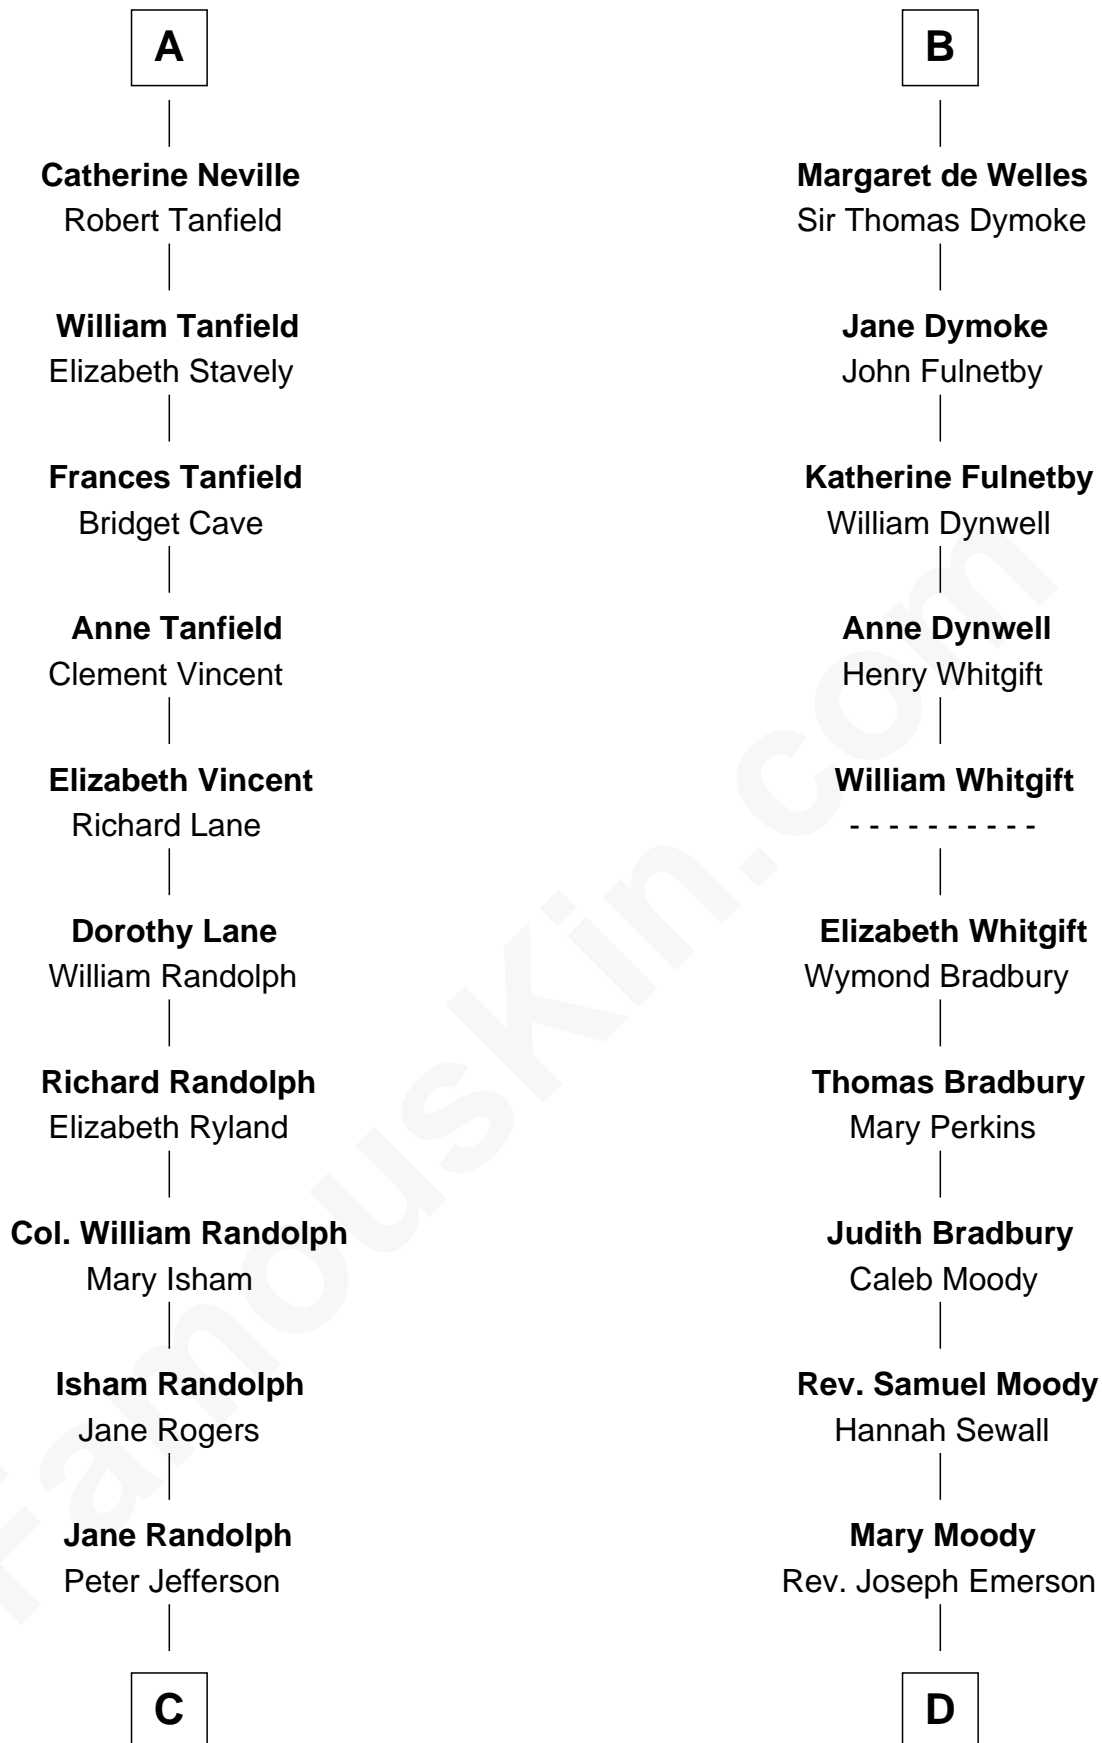 A
Catherine Neville
Robert Tanfield
William Tanfield
Elizabeth Stavely
Frances Tanfield
Bridget Cave
Anne Tanfield
Clement Vincent
Elizabeth Vincent
Richard Lane
Dorothy Lane
William Randolph
Richard Randolph
Elizabeth Ryland
Col. William Randolph
Mary Isham
Isham Randolph
Jane Rogers
Jane Randolph
Peter Jefferson
C
B
Margaret de Welles
Sir Thomas Dymoke
Jane Dymoke
John Fulnetby
Katherine Fulnetby
William Dynwell
Anne Dynwell
Henry Whitgift
William Whitgift
- - - - - - - - - -
Elizabeth Whitgift
Wymond Bradbury
Thomas Bradbury
Mary Perkins
Judith Bradbury
Caleb Moody
Rev. Samuel Moody
Hannah Sewall
Mary Moody
Rev. Joseph Emerson
D
FamousKin.com